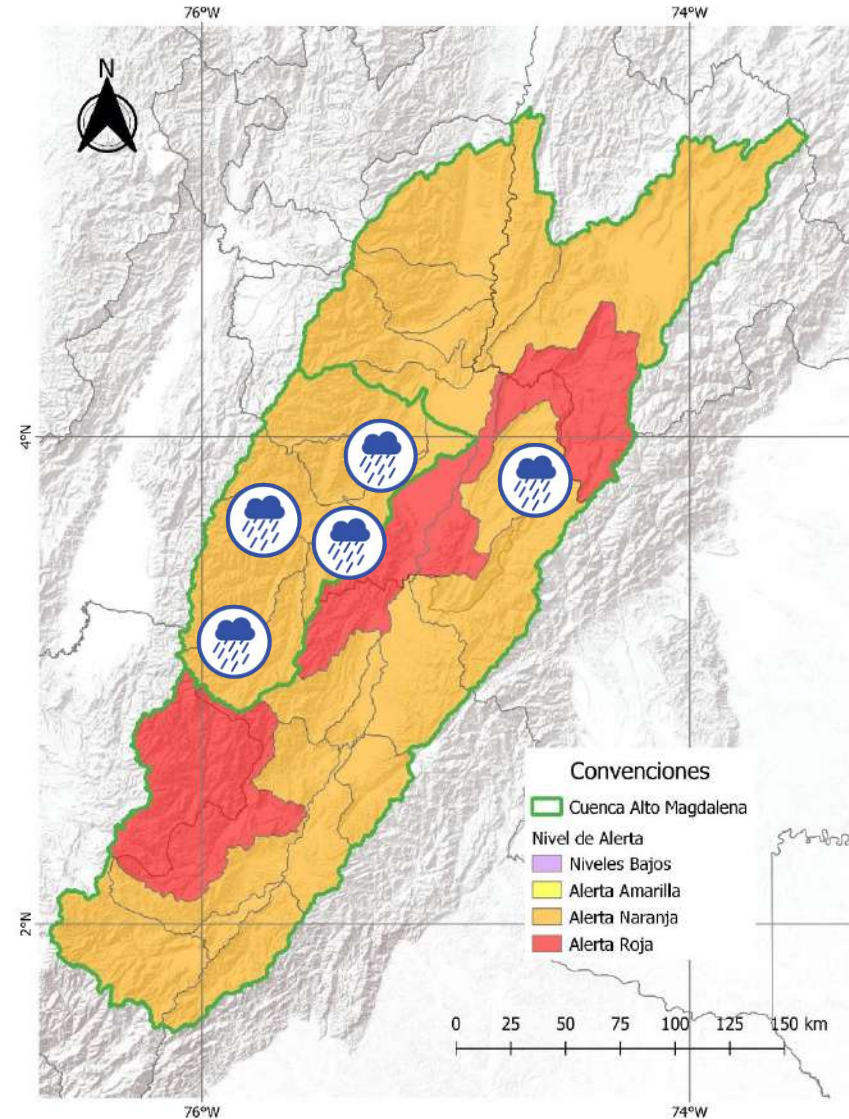 76°W 74°W
N
4°N
2°N
Convenciones
Cuenca Alto Magdalena
Nivel de Alerta
Niveles Bajos
Alerta Amarilla
Alerta Naranja
Alerta Roja
0 25 50 75 100 125 150 km
76°W 74°W